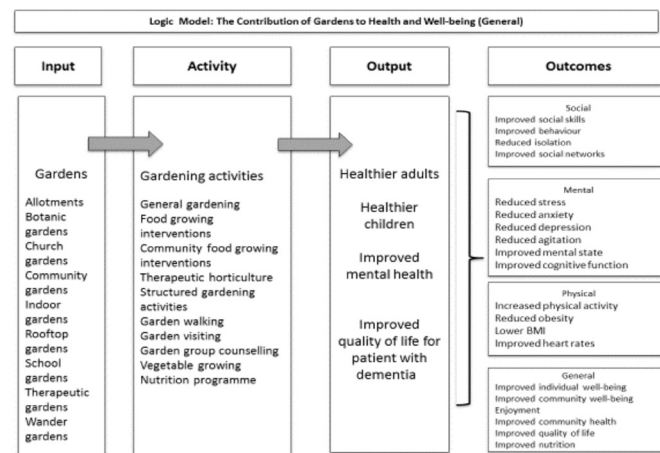 Logic Model: The Contribution of Gardens to Health and Well-being (General)
Input
Activity
Output
Outcomes
Gardens
Allotments
Botanic
gardens
Church
gardens
Community
gardens
Indoor
gardens
Rooftop
gardens
School
gardens
Therapeutic
gardens
Wander
gardens
Gardening activities
General gardening
Food growing
interventions
Community food growing
interventions
Therapeutic horticulture
Structured gardening
activities
Garden walking
Garden visiting
Garden group counselling
Vegetable growing
Nutrition programme
Healthier adults
Healthier
children
Improved
mental health
Improved
quality of life for
patient with
dementia
Social
Improved social skills
Improved behaviour
Reduced isolation
Improved social networks
Mental
Reduced stress
Reduced anxiety
Reduced depression
Reduced agitation
Improved mental state
Improved cognitive function
Physical
Increased physical activity
Reduced obesity
Lower BMI
Improved heart rates
General
Improved individual well-being
Improved community well-being
Enjoyment
Improved community health
Improved quality of life
Improved nutrition